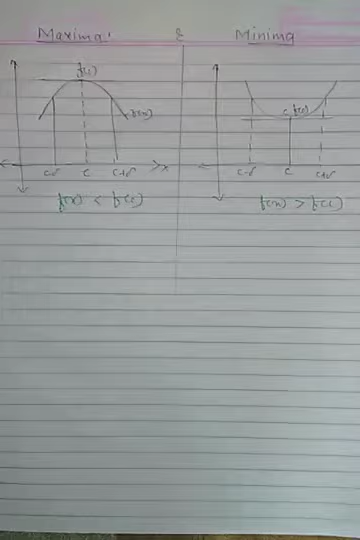 Maxima & Minima
f(c)
c f(c)
f(x)
c-δ c c+δ x c-δ c c+δ
f(x) < f(c) f(x) > f(c)